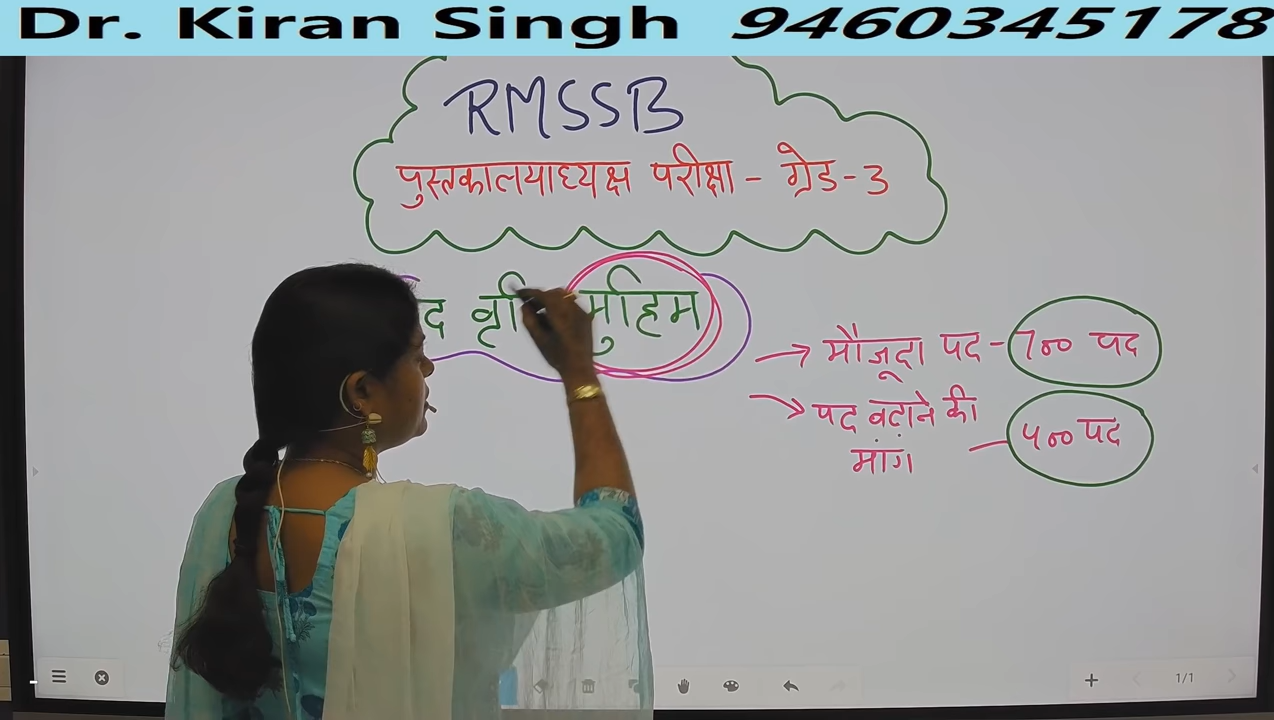 Dr. Kiran Singh 9460345178
RMSSB
पुस्तकालयाध्यक्ष परीक्षा - ग्रेड-3
मुहिम
→ मौजूदा पद - 700 पद
→ पद बढ़ाने की
मांग - 500 पद
1/1